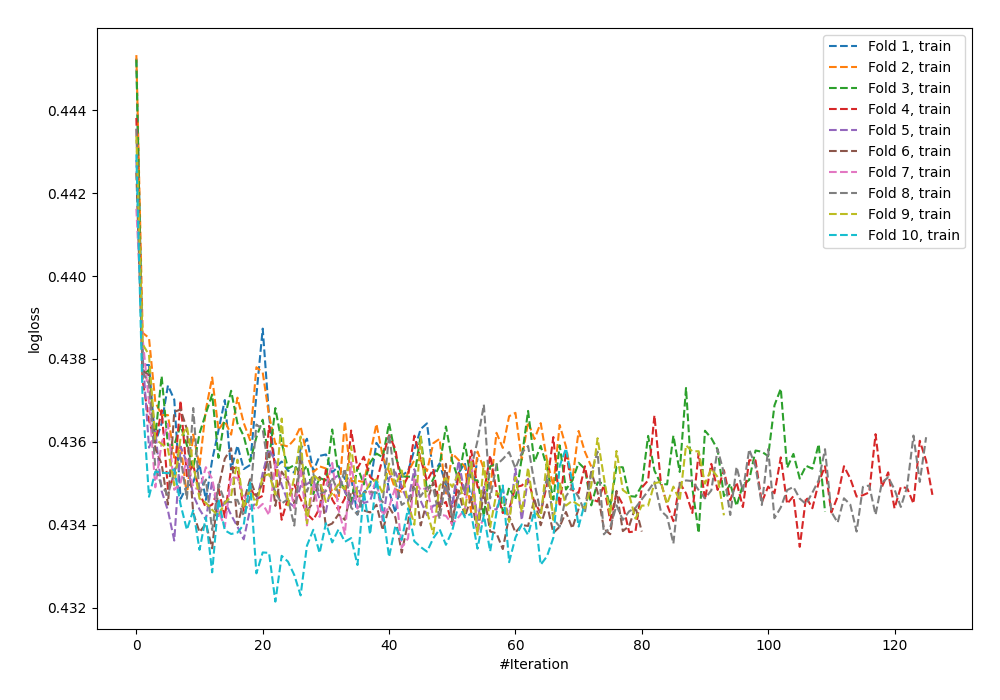 Fold 1, train
Fold 2, train
Fold 3, train
Fold 4, train
Fold 5, train
Fold 6, train
Fold 7, train
Fold 8, train
Fold 9, train
Fold 10, train
0.444
0.442
0.440
0.438
0.436
0.434
0.432
logloss
0 20 40 60 80 100 120
#Iteration